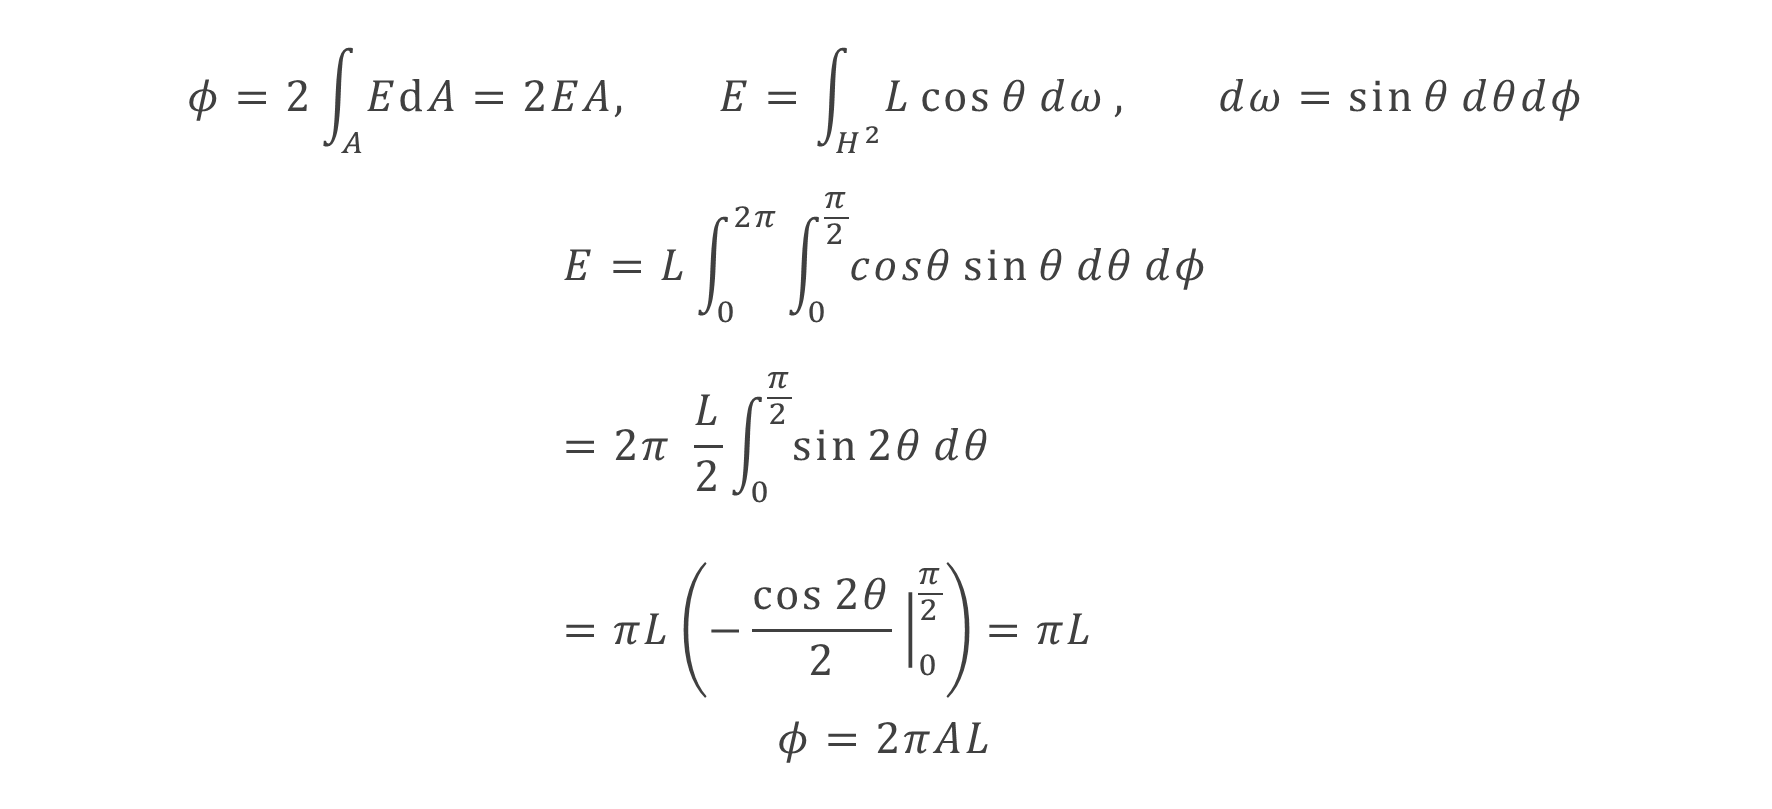 ϕ = 2 ∫_A E dA = 2EA, E = ∫_{H²} L cos θ dω , dω = sin θ dθdϕ
E = L ∫_0^{2π} ∫_0^{π/2} cosθ sin θ dθ dϕ
= 2π L/2 ∫_0^{π/2} sin 2θ dθ
= πL (− cos 2θ / 2 |_0^{π/2}) = πL
ϕ = 2πAL